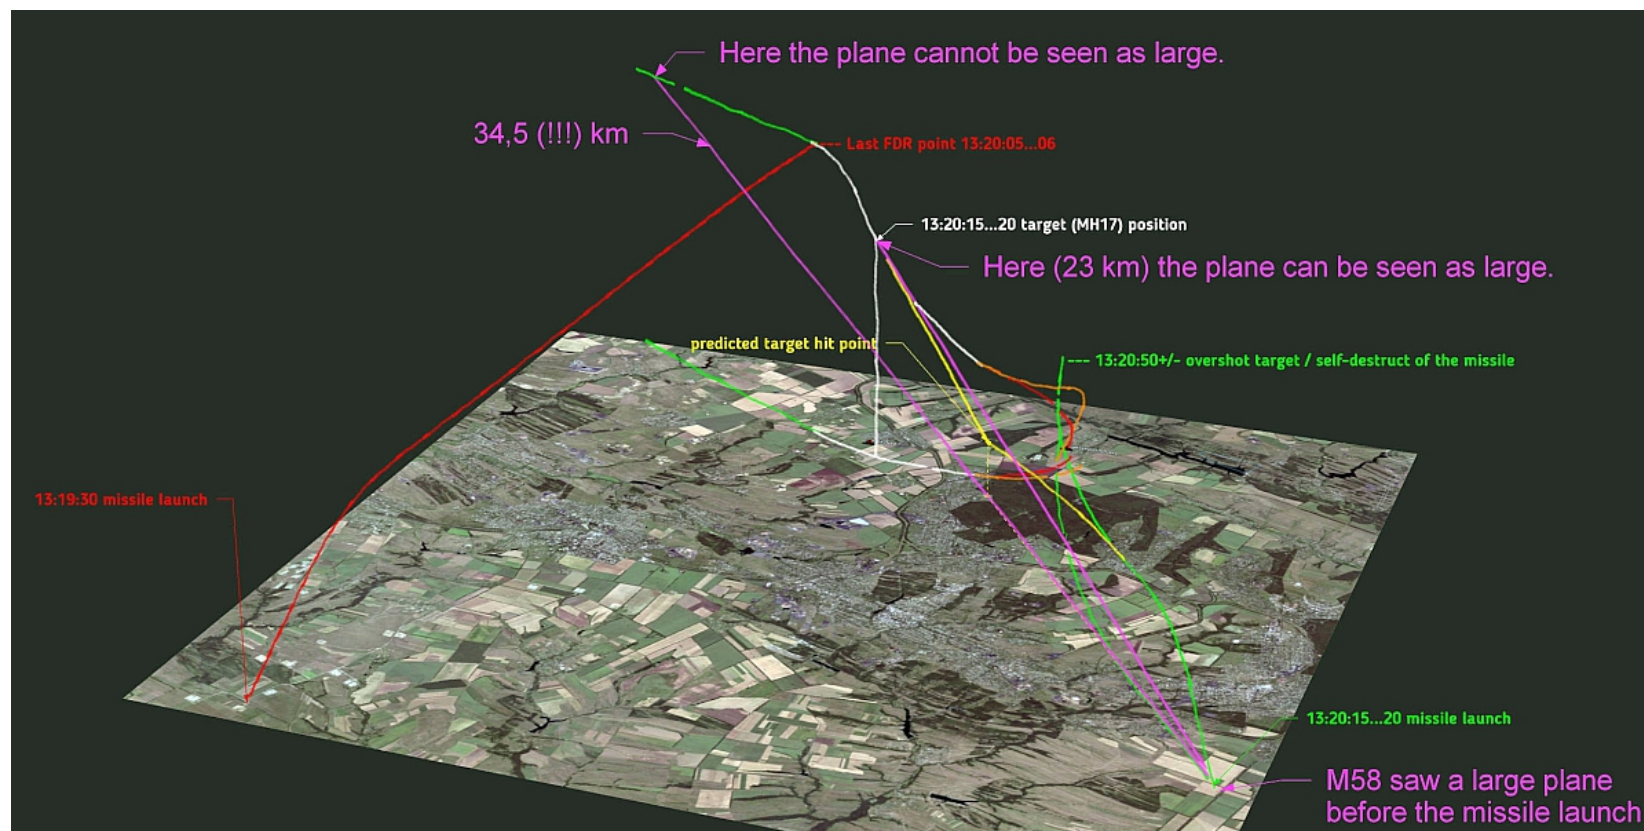 Here the plane cannot be seen as large.
34,5 (!!!) km
Last FDR point 13:20:05...06
13:20:15...20 target (MH17) position
Here (23 km) the plane can be seen as large.
predicted target hit point
13:20:50+/- overshot target / self-destruct of the missile
13:19:30 missile launch
13:20:15...20 missile launch
M58 saw a large plane
before the missile launch